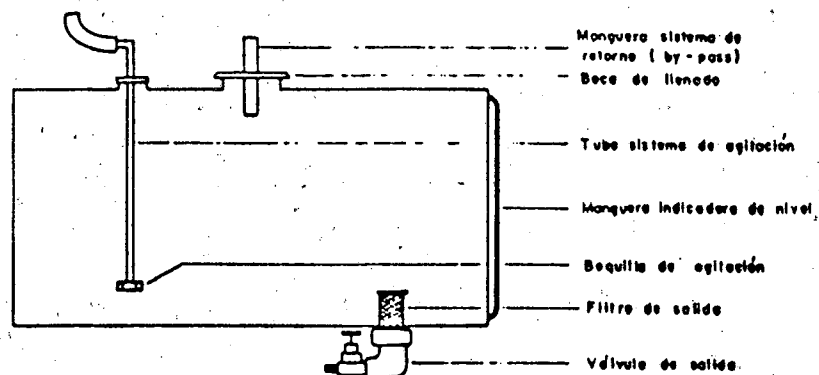 Manguera sistema de
retorno ( by - pass)
Boca de llenado
Tubo sistema de agitación
Manguera indicadora de nivel
Boquilla de agitación
Filtro de salida
Válvula de salida